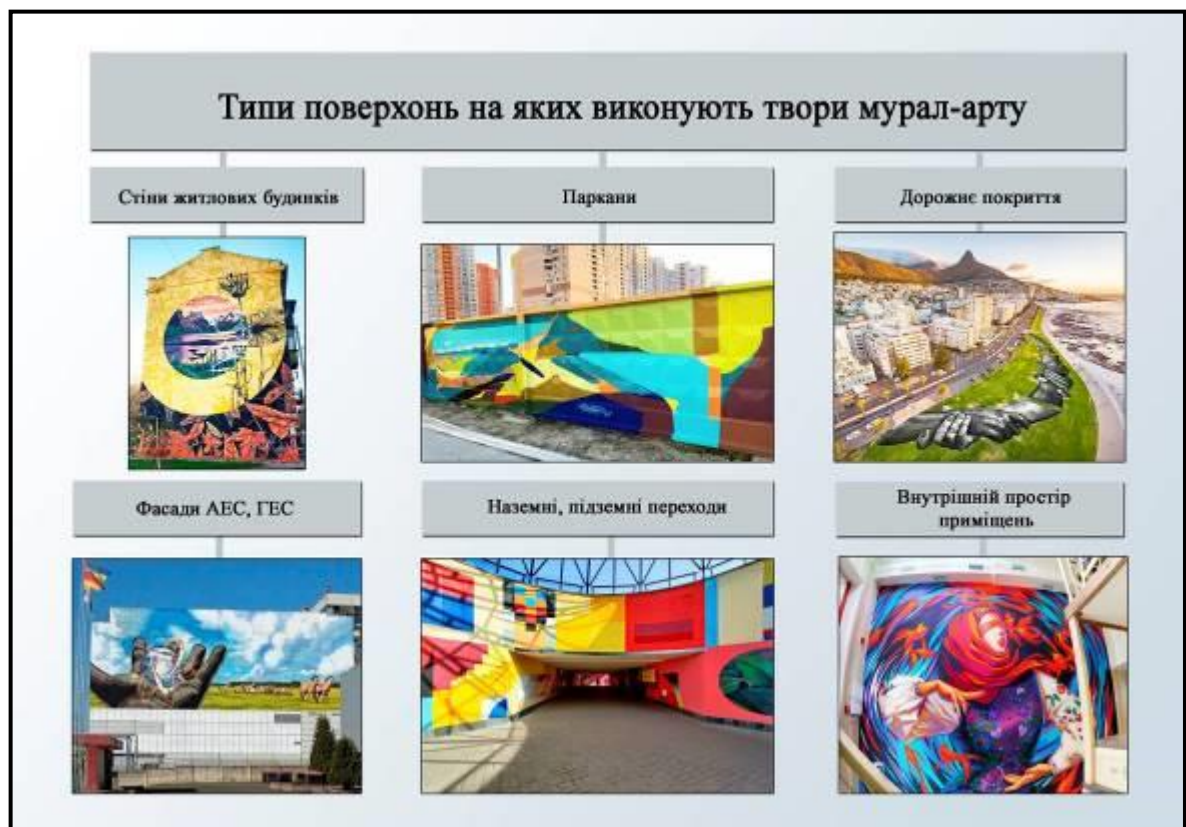 Типи поверхонь на яких виконують твори мурал-арту
Стіни житлових будинків
Паркани
Дорожнє покриття
Фасади АЕС, ГЕС
Наземні, підземні переходи
Внутрішній простір
приміщень